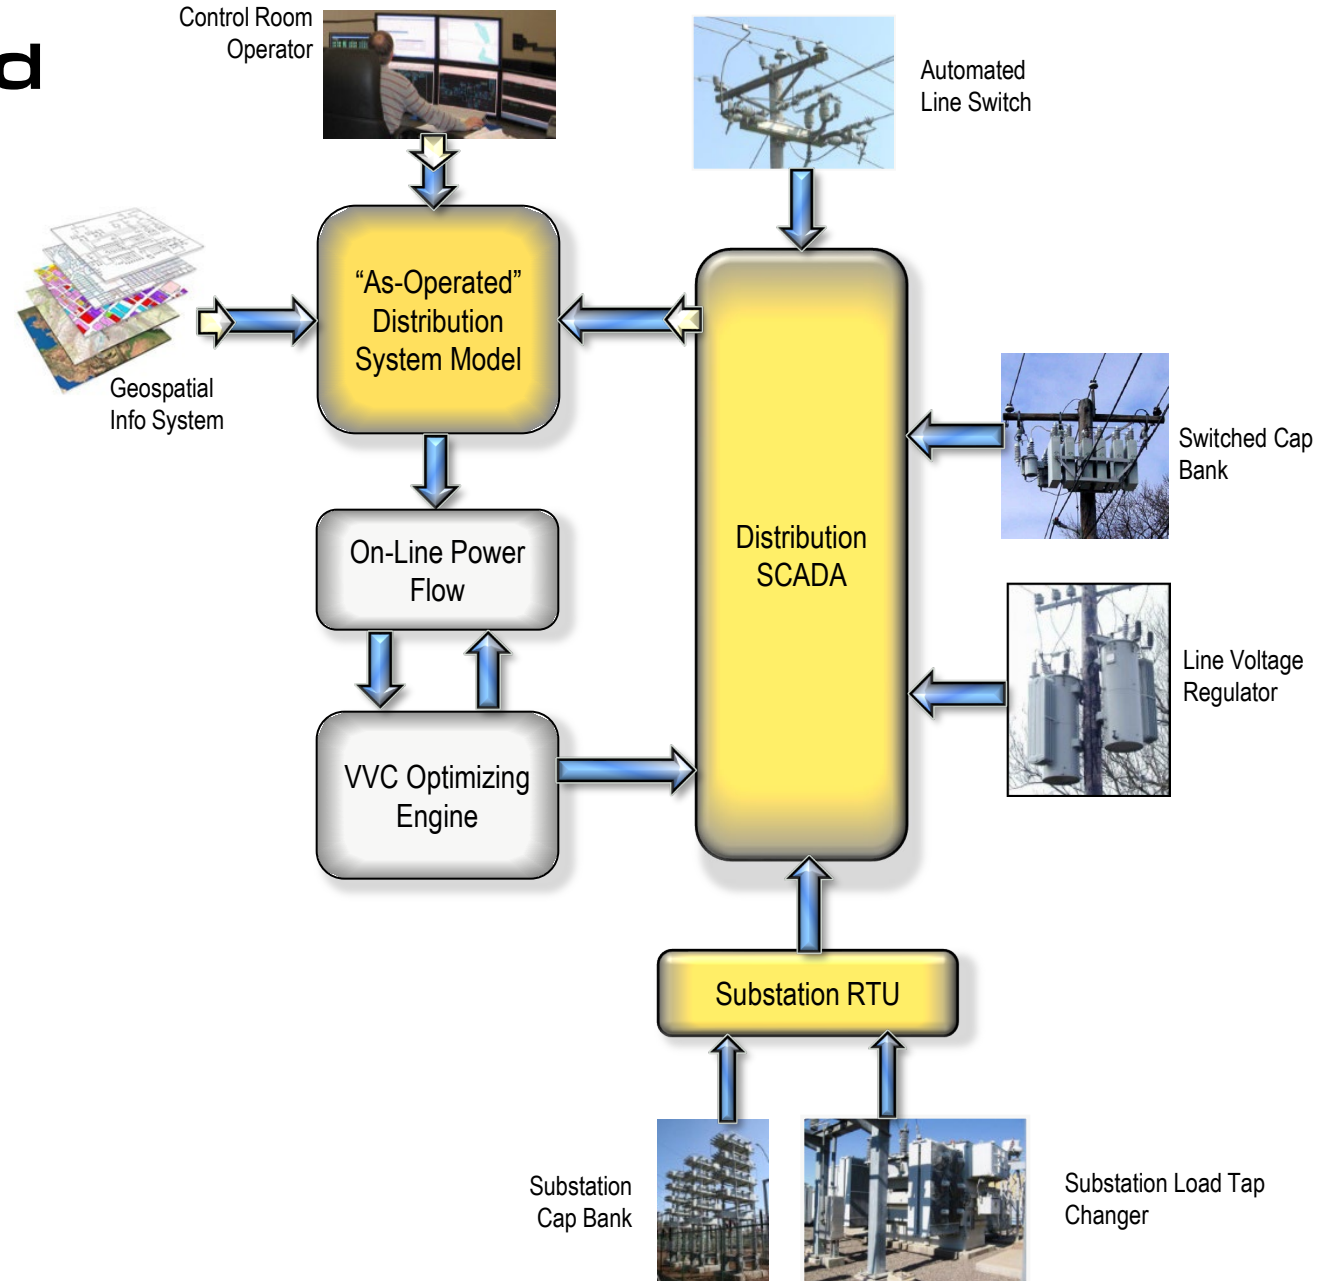 Control Room
Operator
d
Automated
Line Switch
“As-Operated”
Distribution
System Model
Geospatial
Info System
Switched Cap
Bank
On-Line Power
Flow
Distribution
SCADA
Line Voltage
Regulator
VVC Optimizing
Engine
Substation RTU
Substation
Cap Bank
Substation Load Tap
Changer